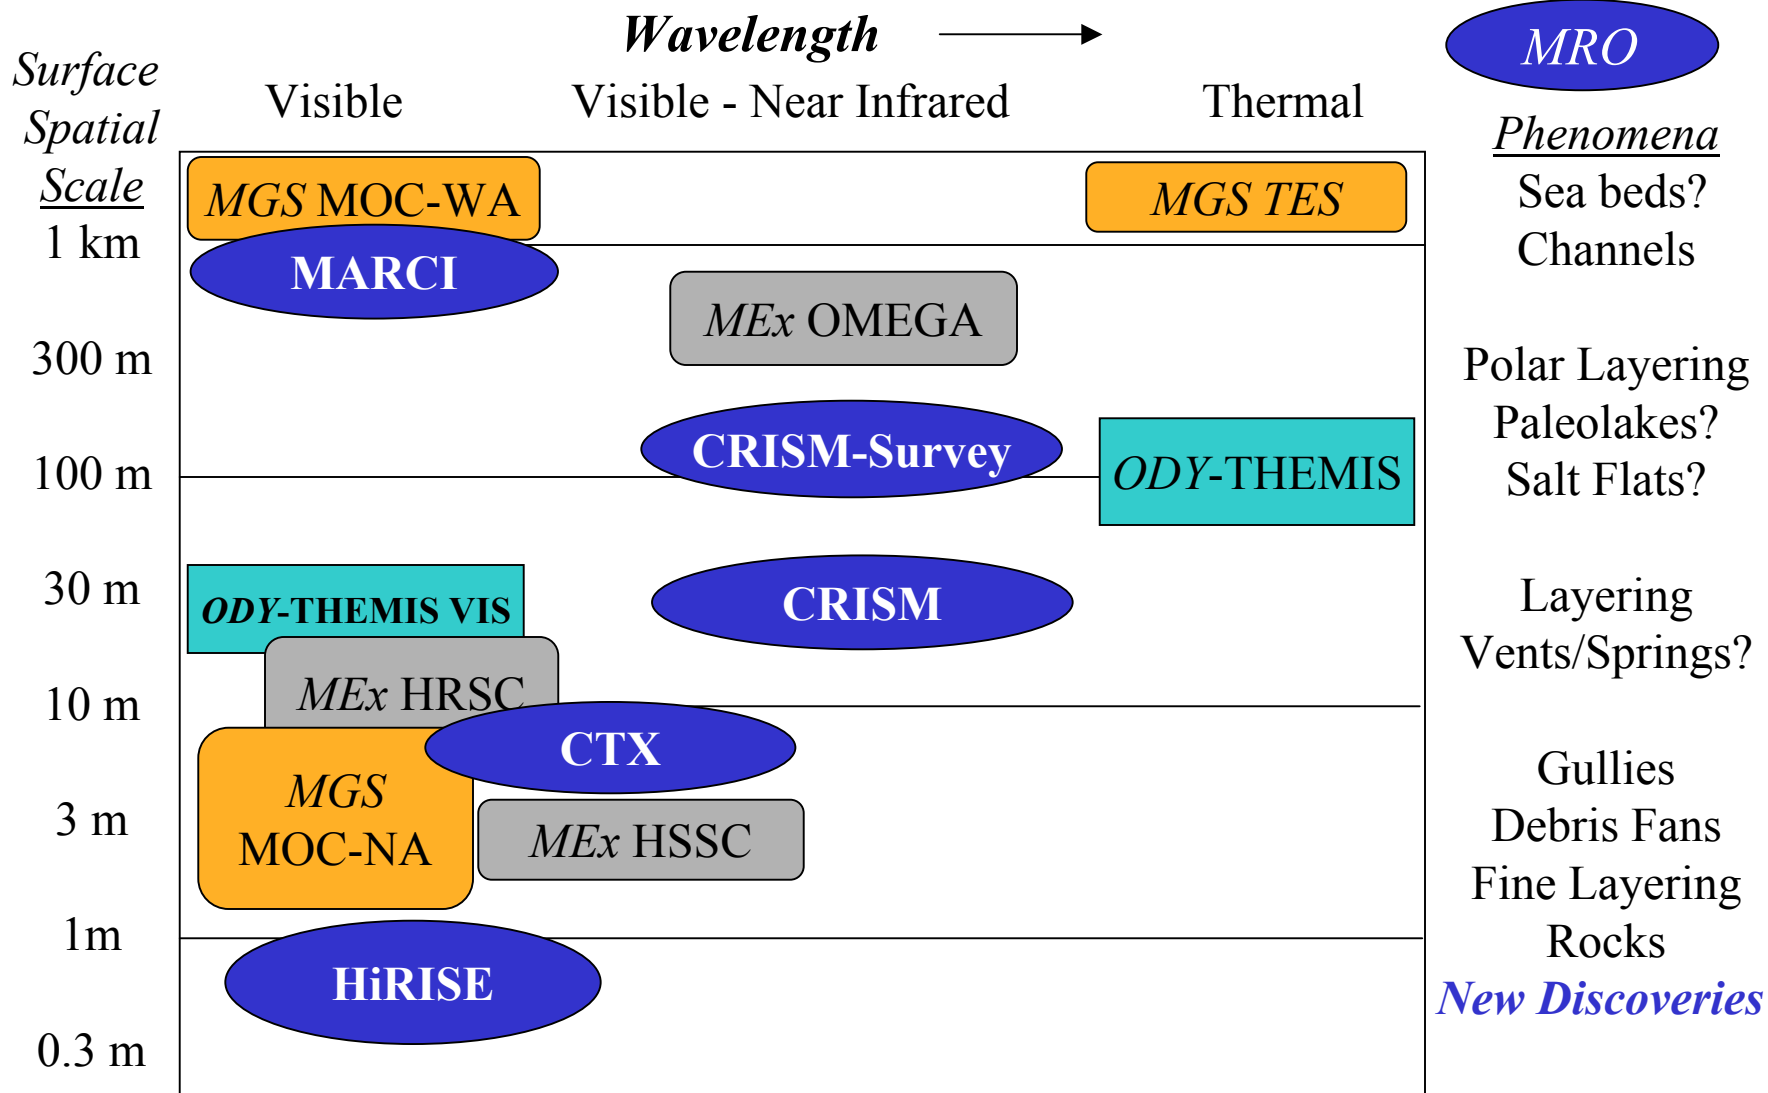 Wavelength
MRO
Surface
Spatial
Scale
Visible
Visible - Near Infrared
Thermal
Phenomena
MGS MOC-WA
MGS TES
Sea beds?
1 km
Channels
MARCI
MEx OMEGA
300 m
Polar Layering
Paleolakes?
CRISM-Survey
100 m
ODY-THEMIS
Salt Flats?
30 m
ODY-THEMIS VIS
CRISM
Layering
Vents/Springs?
MEx HRSC
10 m
CTX
Gullies
MGS
MOC-NA
3 m
MEx HSSC
Debris Fans
Fine Layering
1m
Rocks
HiRISE
New Discoveries
0.3 m